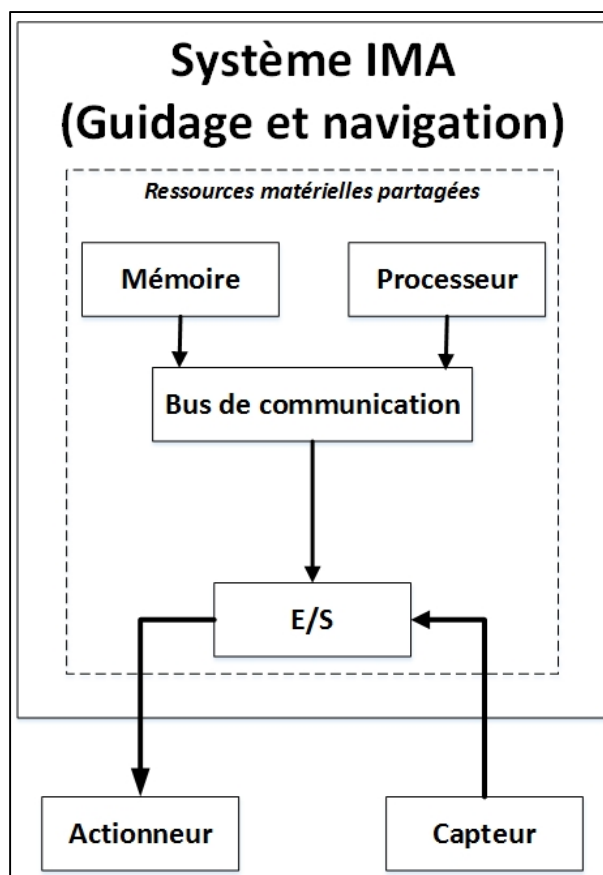 Système IMA
(Guidage et navigation)
Ressources matérielles partagées
Mémoire
Processeur
Bus de communication
E/S
Actionneur
Capteur